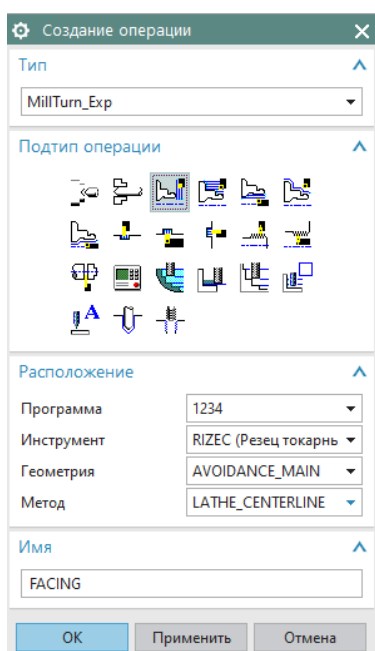 Создание операции
Тип
MillTurn_Exp
Подтип операции
A
Расположение
Программа 1234
Инструмент RIZEC (Резец токарнь
Геометрия AVOIDANCE_MAIN
Метод LATHE_CENTERLINE
Имя
FACING
OK Применить Отмена